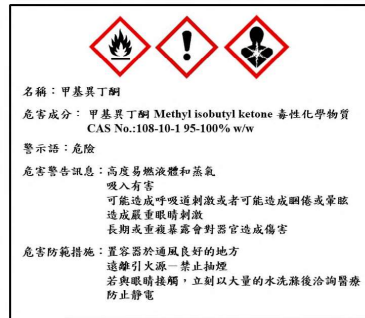 名稱：甲基異丁酮
危害成分： 甲基異丁酮 Methyl isobutyl ketone 毒性化學物質
CAS No.:108-10-1 95-100% w/w
警示語：危險
危害警告訊息：高度易燃液體和蒸氣
吸入有害
可能造成呼吸道刺激或者可能造成睏倦或暈眩
造成嚴重眼睛刺激
長期或重複暴露會對器官造成傷害
危害防範措施：置容器於通風良好的地方
遠離引火源－禁止抽煙
若與眼睛接觸，立刻以大量的水洗滌後洽詢醫療
防止靜電